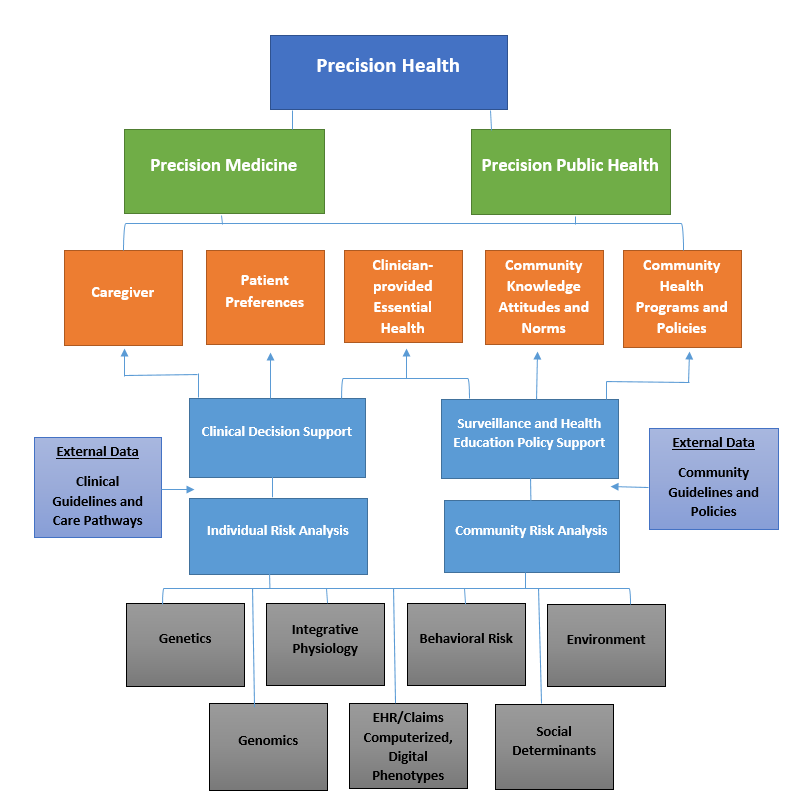 Precision Health
Precision Medicine
Precision Public Health
Caregiver
Patient
Preferences
Clinician-
provided
Essential
Health
Community
Knowledge
Attitudes and
Norms
Community
Health
Programs and
Policies
Clinical Decision Support
Surveillance and Health
Education Policy Support
External Data
Clinical
Guidelines and
Care Pathways
External Data
Community
Guidelines and
Policies
Individual Risk Analysis
Community Risk Analysis
Genetics
Integrative
Physiology
Behavioral Risk
Environment
Genomics
EHR/Claims
Computerized,
Digital
Phenotypes
Social
Determinants